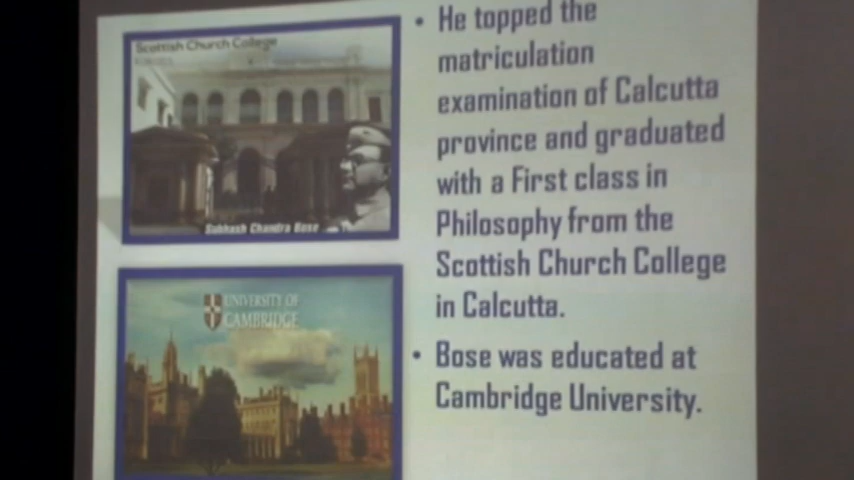 Scottish Church College
Subhash Chandra Bose
UNIVERSITY OF
CAMBRIDGE
• He topped the
matriculation
examination of Calcutta
province and graduated
with a First class in
Philosophy from the
Scottish Church College
in Calcutta.
• Bose was educated at
Cambridge University.